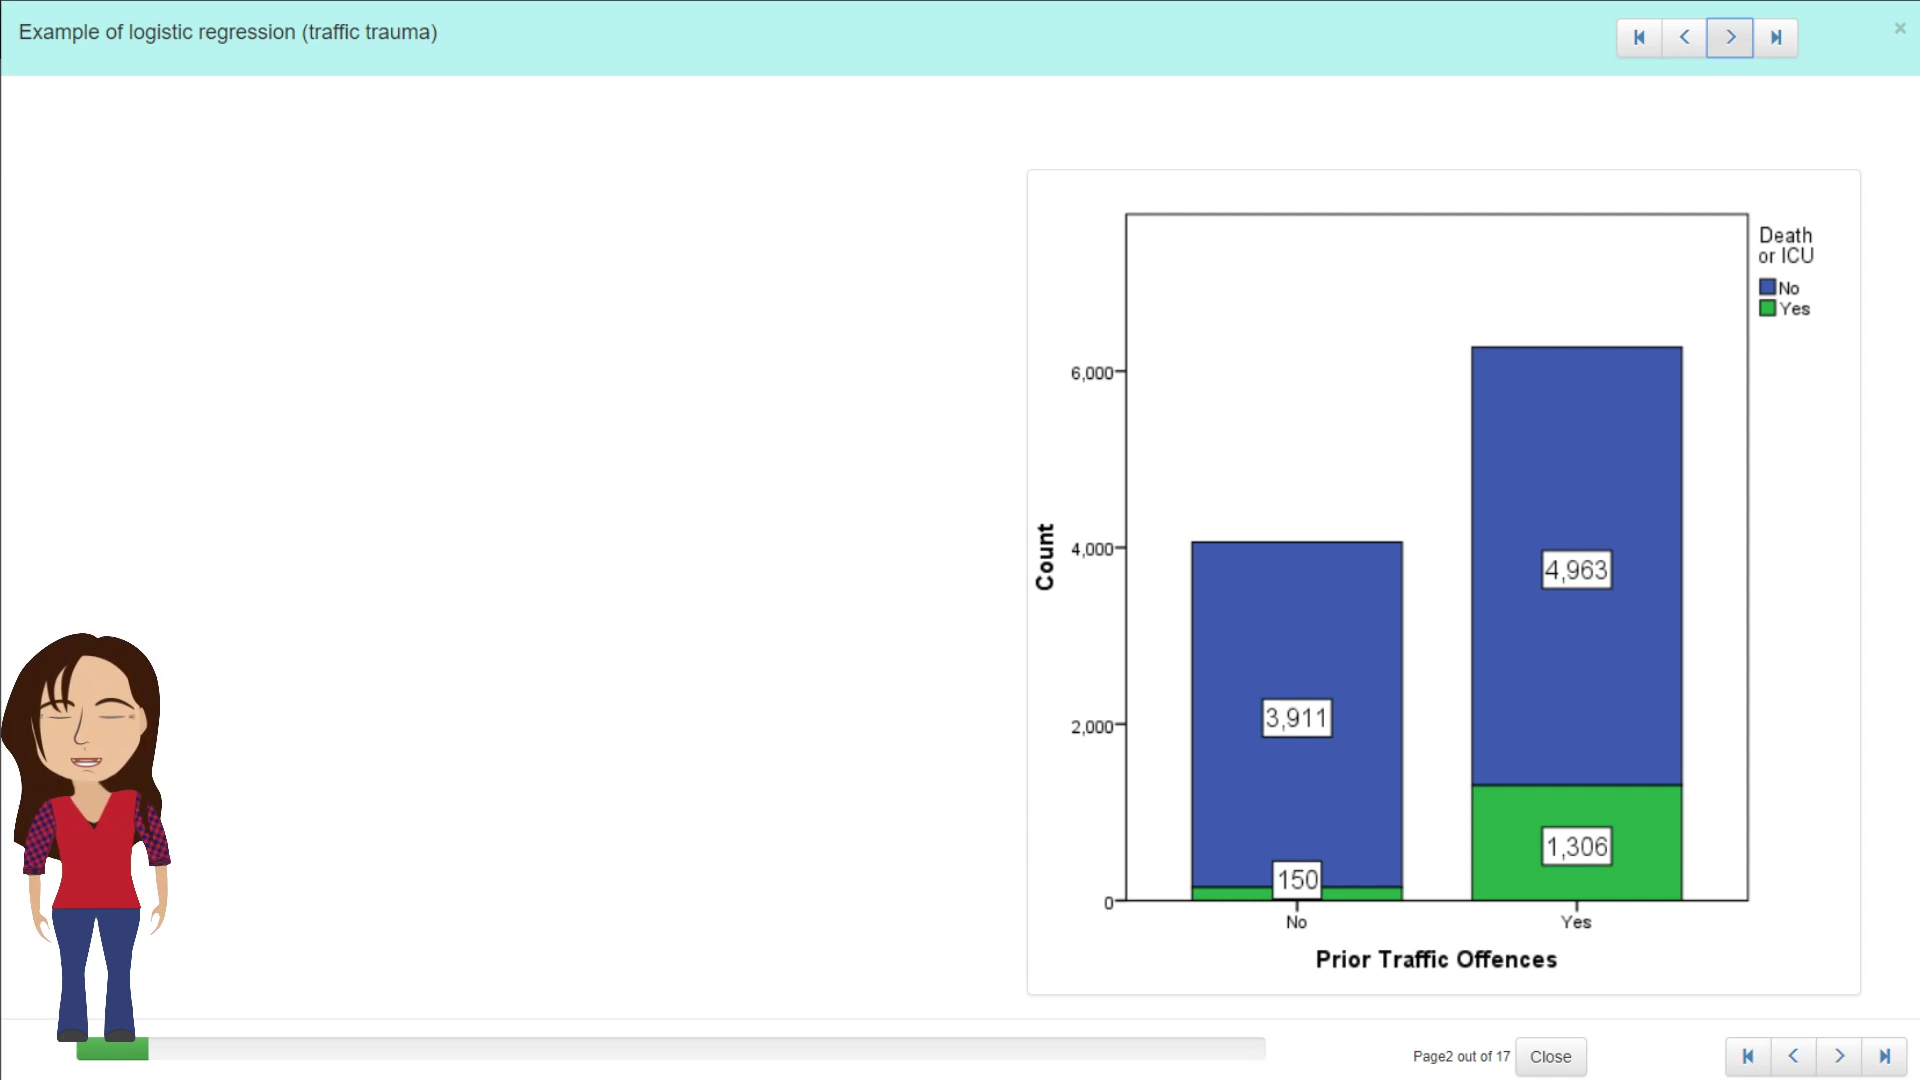 Example of logistic regression (traffic trauma)
×
Death
or ICU
No
Yes
6,000
4,000
2,000
0
Count
4,963
3,911
1,306
150
No
Yes
Prior Traffic Offences
Page2 out of 17
Close